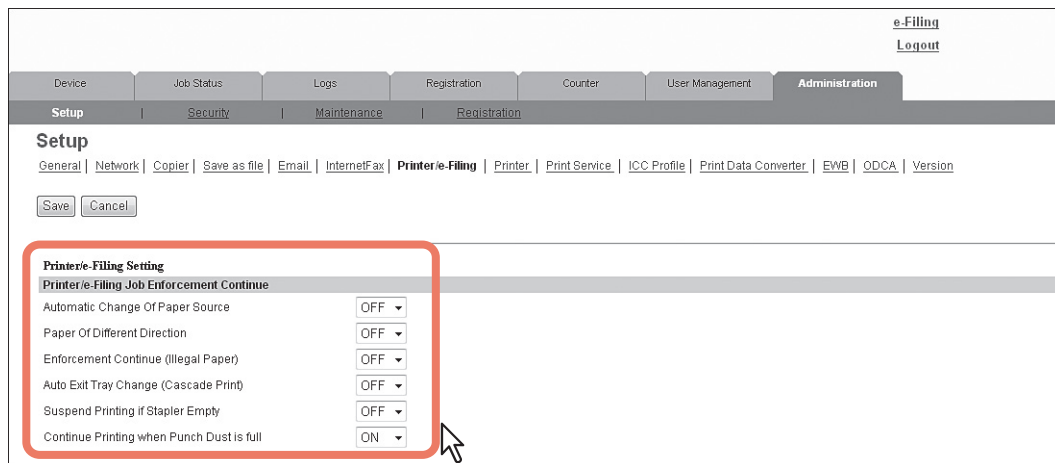 e-Filing
Logout
Device Job Status Logs Registration Counter User Management Administration
Setup | Security | Maintenance | Registration
Setup
General | Network | Copier | Save as file | Email | InternetFax | Printer/e-Filing | Printer | Print Service | ICC Profile | Print Data Converter | EWB | ODCA | Version
Save Cancel
Printer/e-Filing Setting
Printer/e-Filing Job Enforcement Continue
Automatic Change Of Paper Source OFF
Paper Of Different Direction OFF
Enforcement Continue (Illegal Paper) OFF
Auto Exit Tray Change (Cascade Print) OFF
Suspend Printing if Stapler Empty OFF
Continue Printing when Punch Dust is full ON